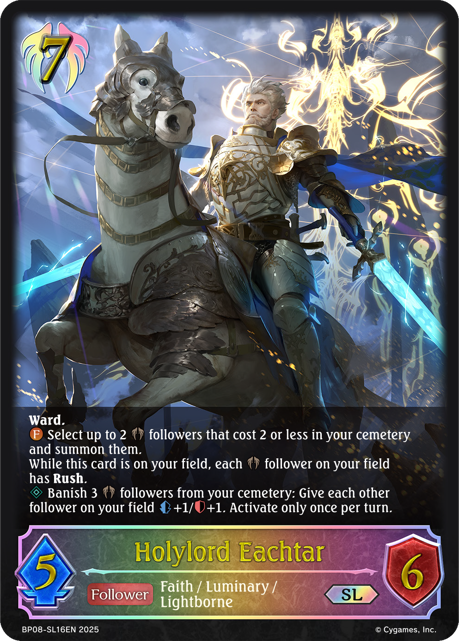 7
Ward.
F Select up to 2 followers that cost 2 or less in your cemetery
and summon them.
While this card is on your field, each follower on your field
has Rush.
Banish 3 followers from your cemetery: Give each other
follower on your field +1/+1. Activate only once per turn.
Holylord Eachtar
5
Follower
Faith / Luminary /
Lightborne
SL
6
BP08-SL16EN 2025
© Cygames, Inc.